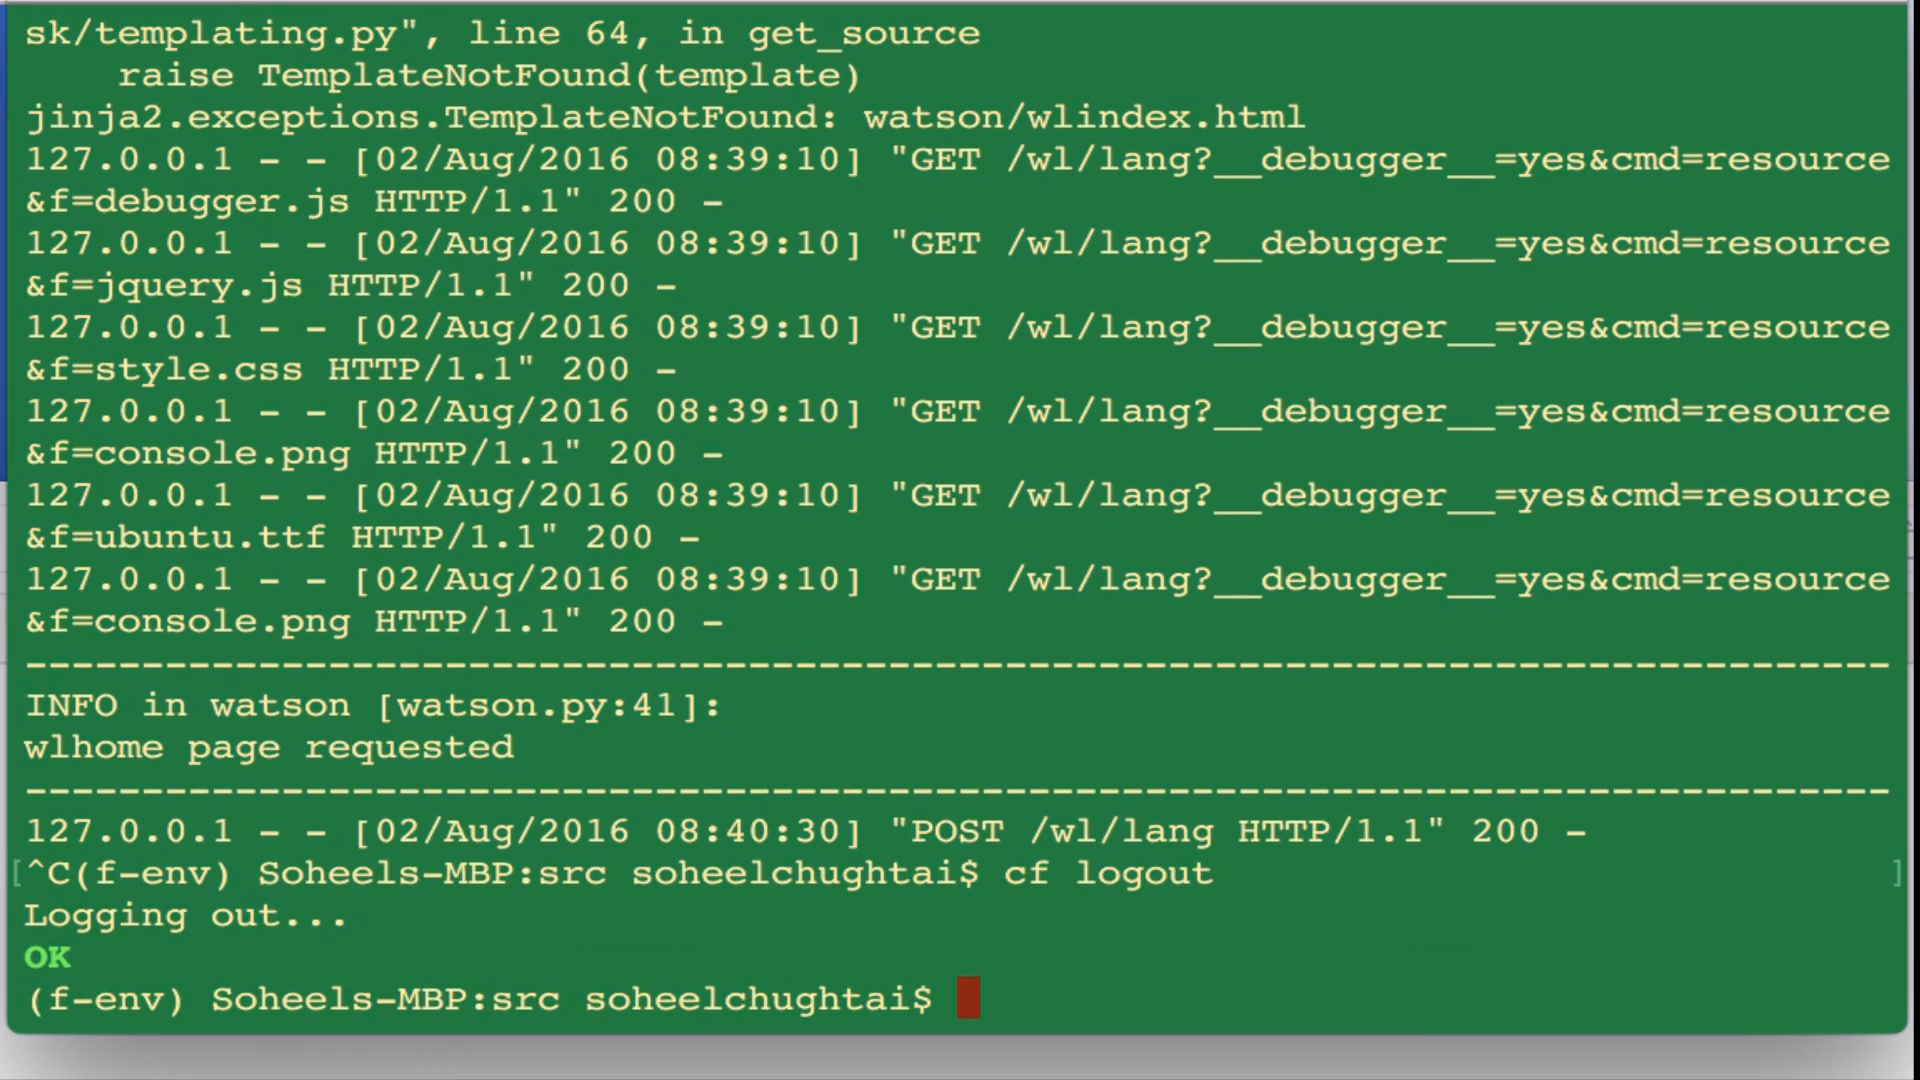 sk/templating.py", line 64, in get_source
    raise TemplateNotFound(template)
jinja2.exceptions.TemplateNotFound: watson/wlindex.html
127.0.0.1 - - [02/Aug/2016 08:39:10] "GET /wl/lang?__debugger__=yes&cmd=resource
&f=debugger.js HTTP/1.1" 200 -
127.0.0.1 - - [02/Aug/2016 08:39:10] "GET /wl/lang?__debugger__=yes&cmd=resource
&f=jquery.js HTTP/1.1" 200 -
127.0.0.1 - - [02/Aug/2016 08:39:10] "GET /wl/lang?__debugger__=yes&cmd=resource
&f=style.css HTTP/1.1" 200 -
127.0.0.1 - - [02/Aug/2016 08:39:10] "GET /wl/lang?__debugger__=yes&cmd=resource
&f=console.png HTTP/1.1" 200 -
127.0.0.1 - - [02/Aug/2016 08:39:10] "GET /wl/lang?__debugger__=yes&cmd=resource
&f=ubuntu.ttf HTTP/1.1" 200 -
127.0.0.1 - - [02/Aug/2016 08:39:10] "GET /wl/lang?__debugger__=yes&cmd=resource
&f=console.png HTTP/1.1" 200 -
--------------------------------------------------------------------------------
INFO in watson [watson.py:41]:
wlhome page requested
--------------------------------------------------------------------------------
127.0.0.1 - - [02/Aug/2016 08:40:30] "POST /wl/lang HTTP/1.1" 200 -
[^C(f-env) Soheels-MBP:src soheelchughtai$ cf logout ]
Logging out...
OK
(f-env) Soheels-MBP:src soheelchughtai$